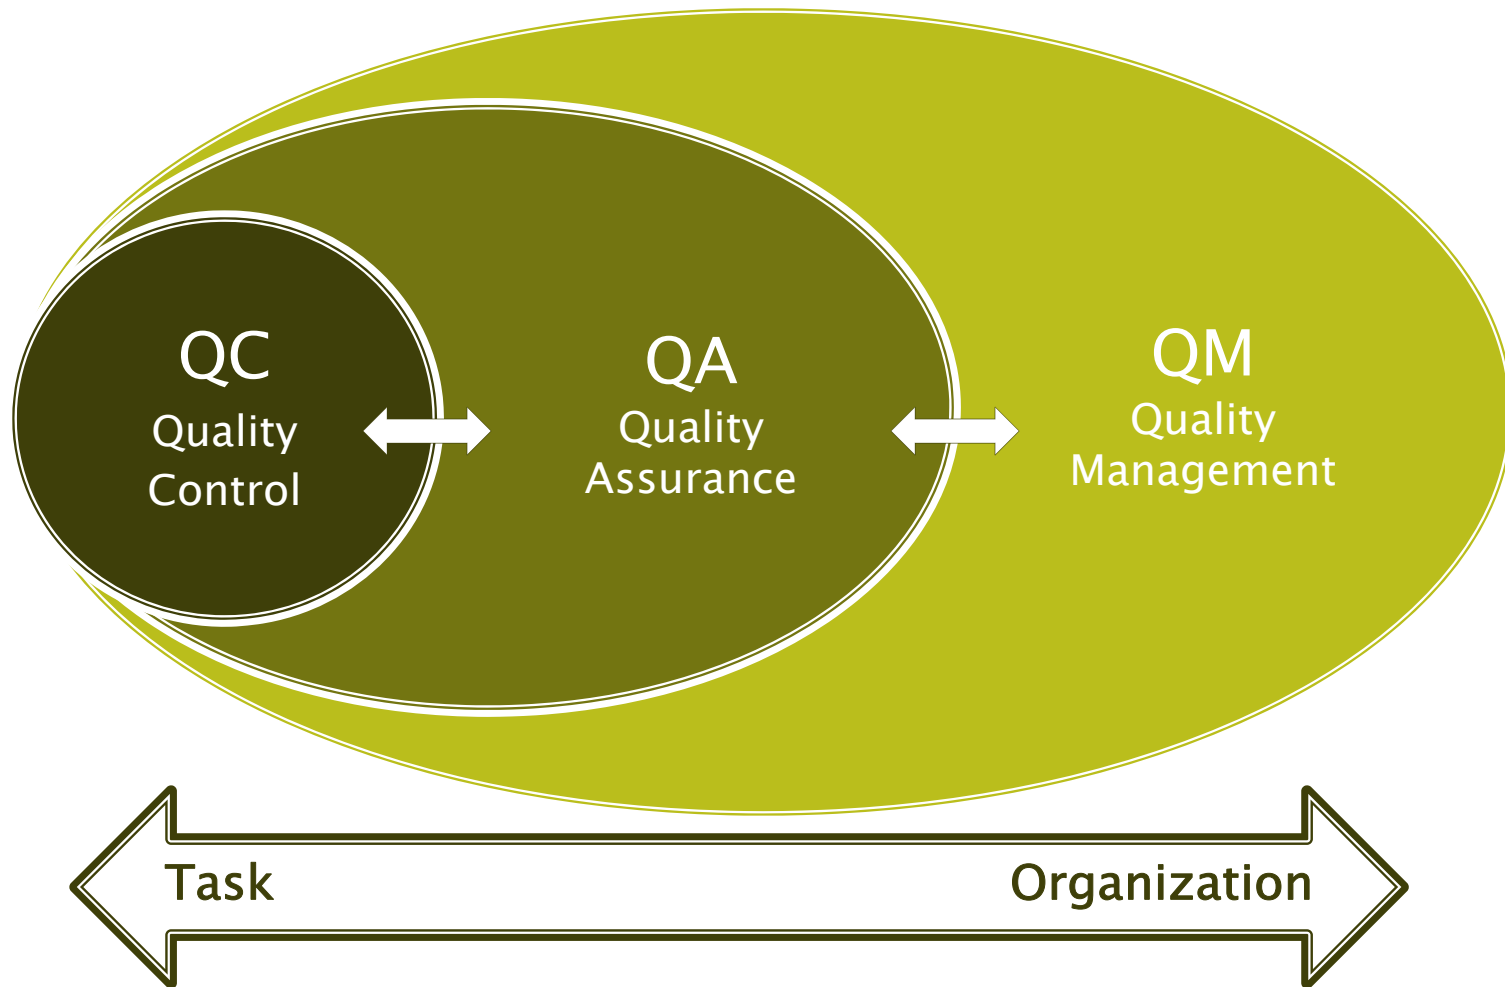 QC
Quality
Control
QA
Quality
Assurance
QM
Quality
Management
Task
Organization